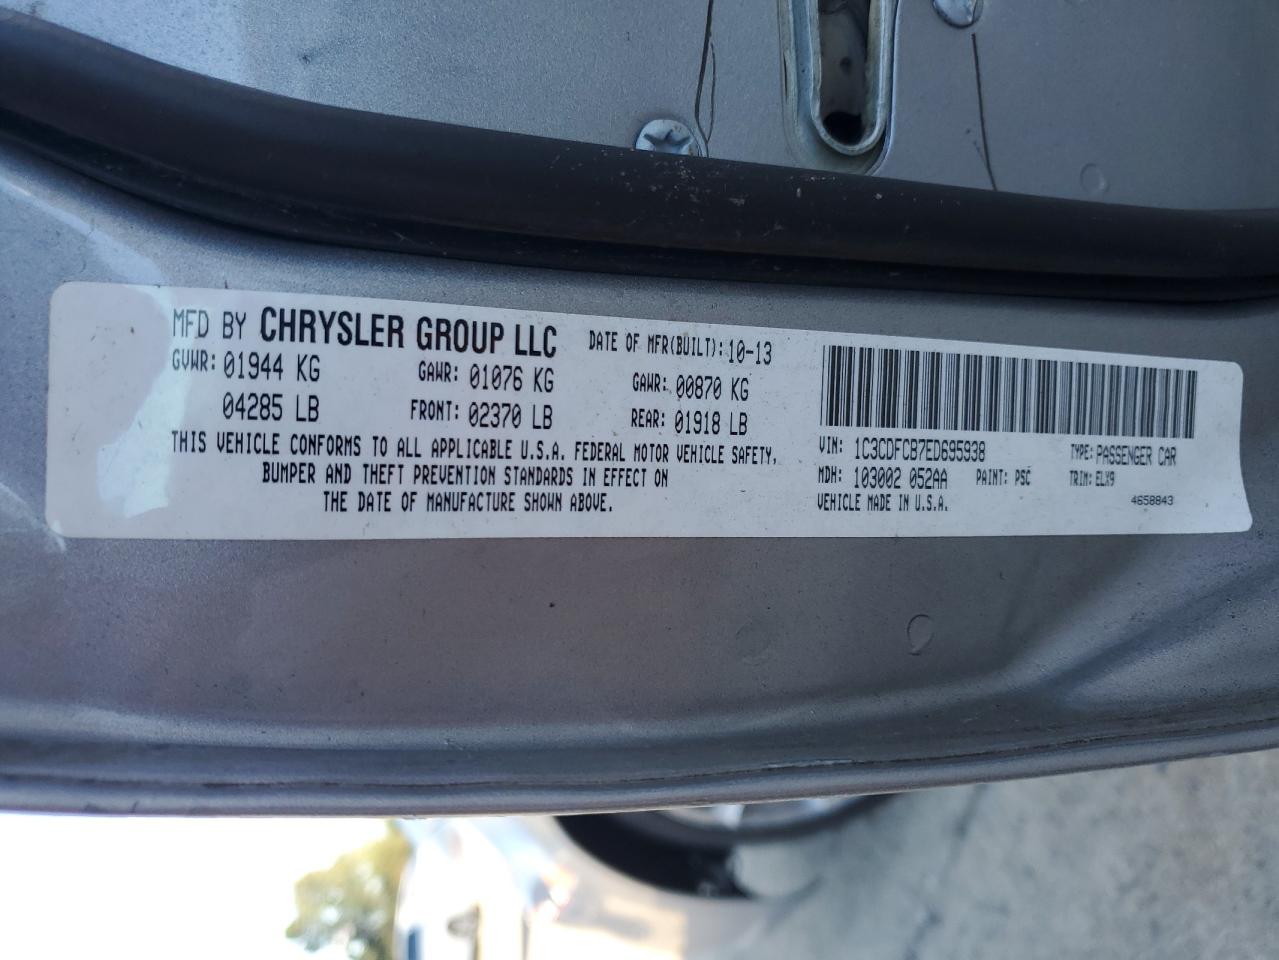 MFD BY CHRYSLER GROUP LLC DATE OF MFR(BUILT): 10-13
GVWR: 01944 KG GAWR: 01076 KG GAWR: 00870 KG
04285 LB FRONT: 02370 LB REAR: 01918 LB
THIS VEHICLE CONFORMS TO ALL APPLICABLE U.S.A. FEDERAL MOTOR VEHICLE SAFETY,
BUMPER AND THEFT PREVENTION STANDARDS IN EFFECT ON
THE DATE OF MANUFACTURE SHOWN ABOVE.
VIN: 1C3CDFCB7ED695938 TYPE: PASSENGER CAR
MDH: 103002 052AA PAINT: PSC TRIM: ELX9
VEHICLE MADE IN U.S.A. 4658843